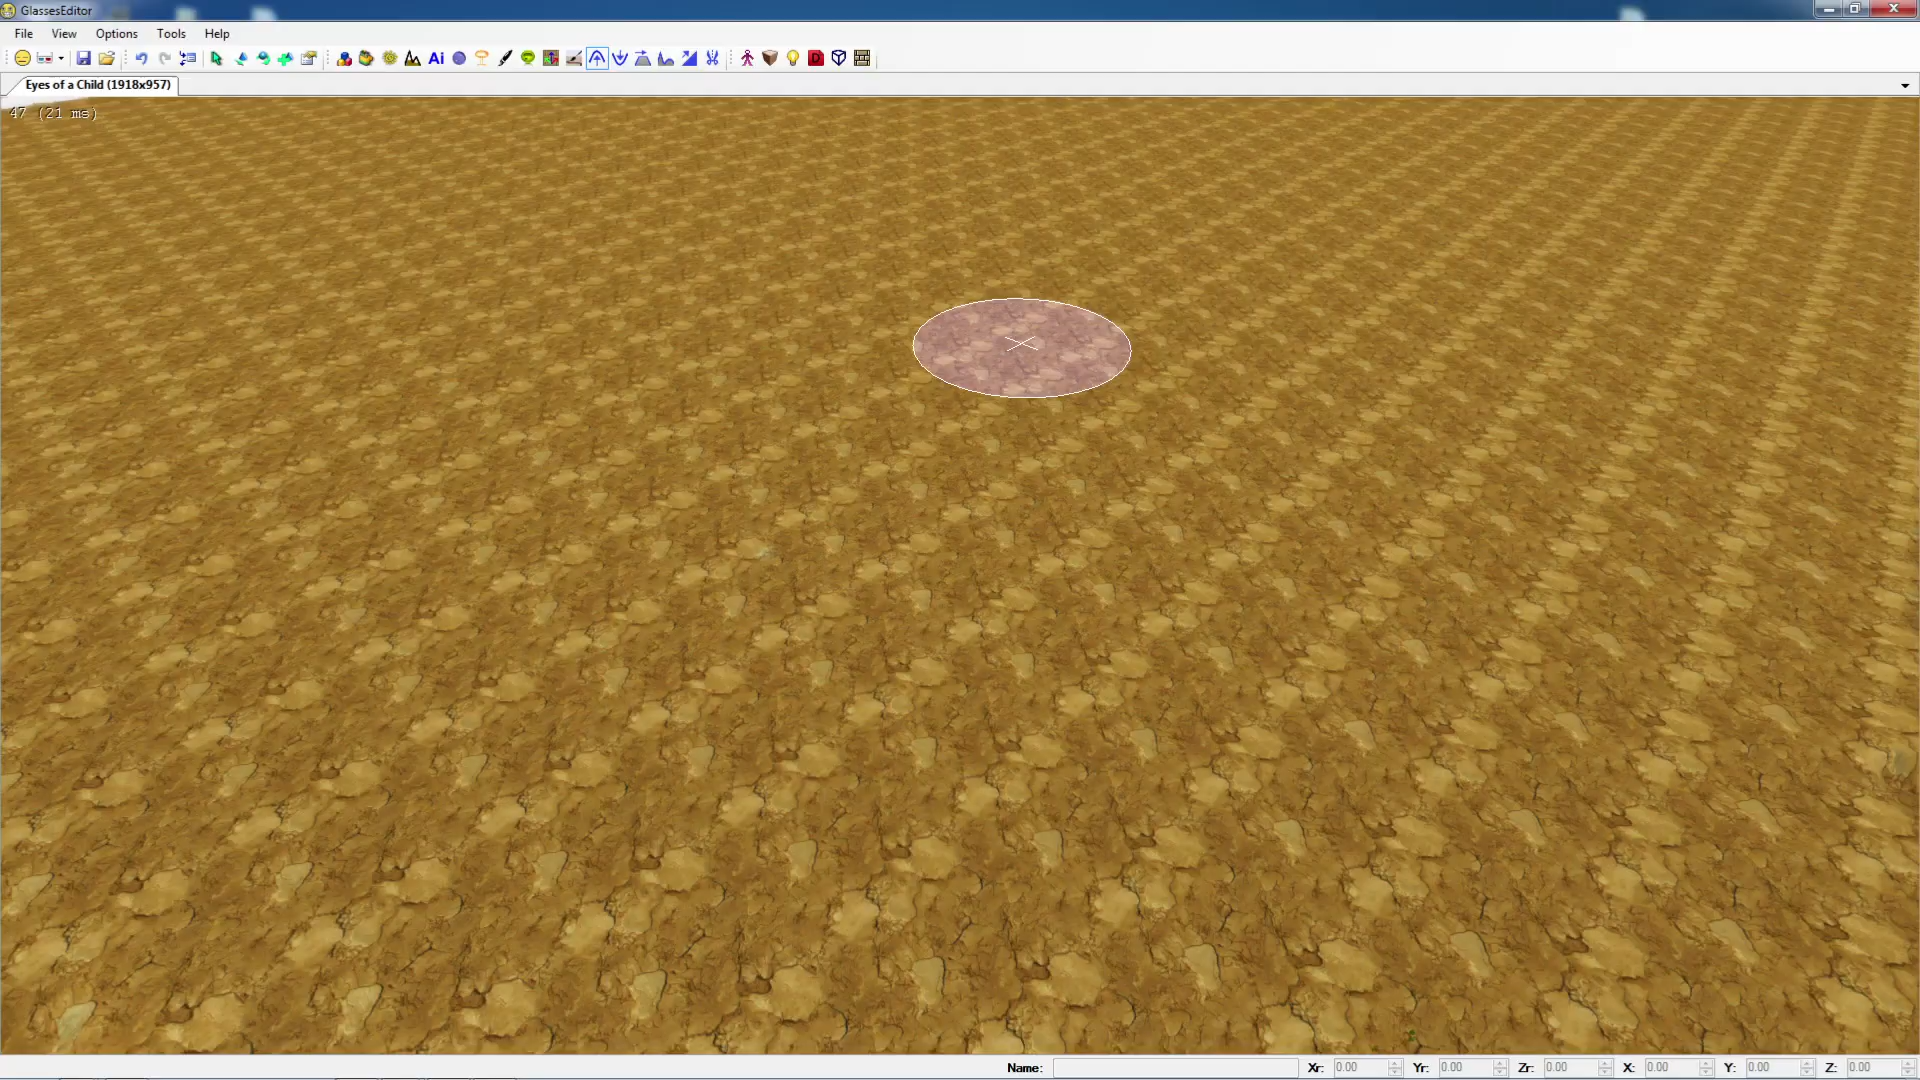 GlassesEditor
File View Options Tools Help
Ai D
Eyes of a Child (1918x957)
47 (21 ms)
Name: Xr: 0.00 Yr: 0.00 Zr: 0.00 X: 0.00 Y: 0.00 Z: 0.00